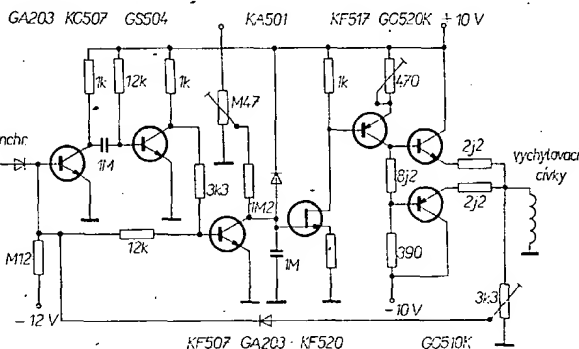 GA203 KC507 GS504 KA501 KF517 GC520K + 10 V
1k 12k 1k M47 1k 470
nchr. 1M 2j2 vychylovací
cívky
3k3 1M2 8j2 2j2
12k 1M
M12 390 3k3
- 12 V - 10 V
KF507 GA203 KF520 GC510K